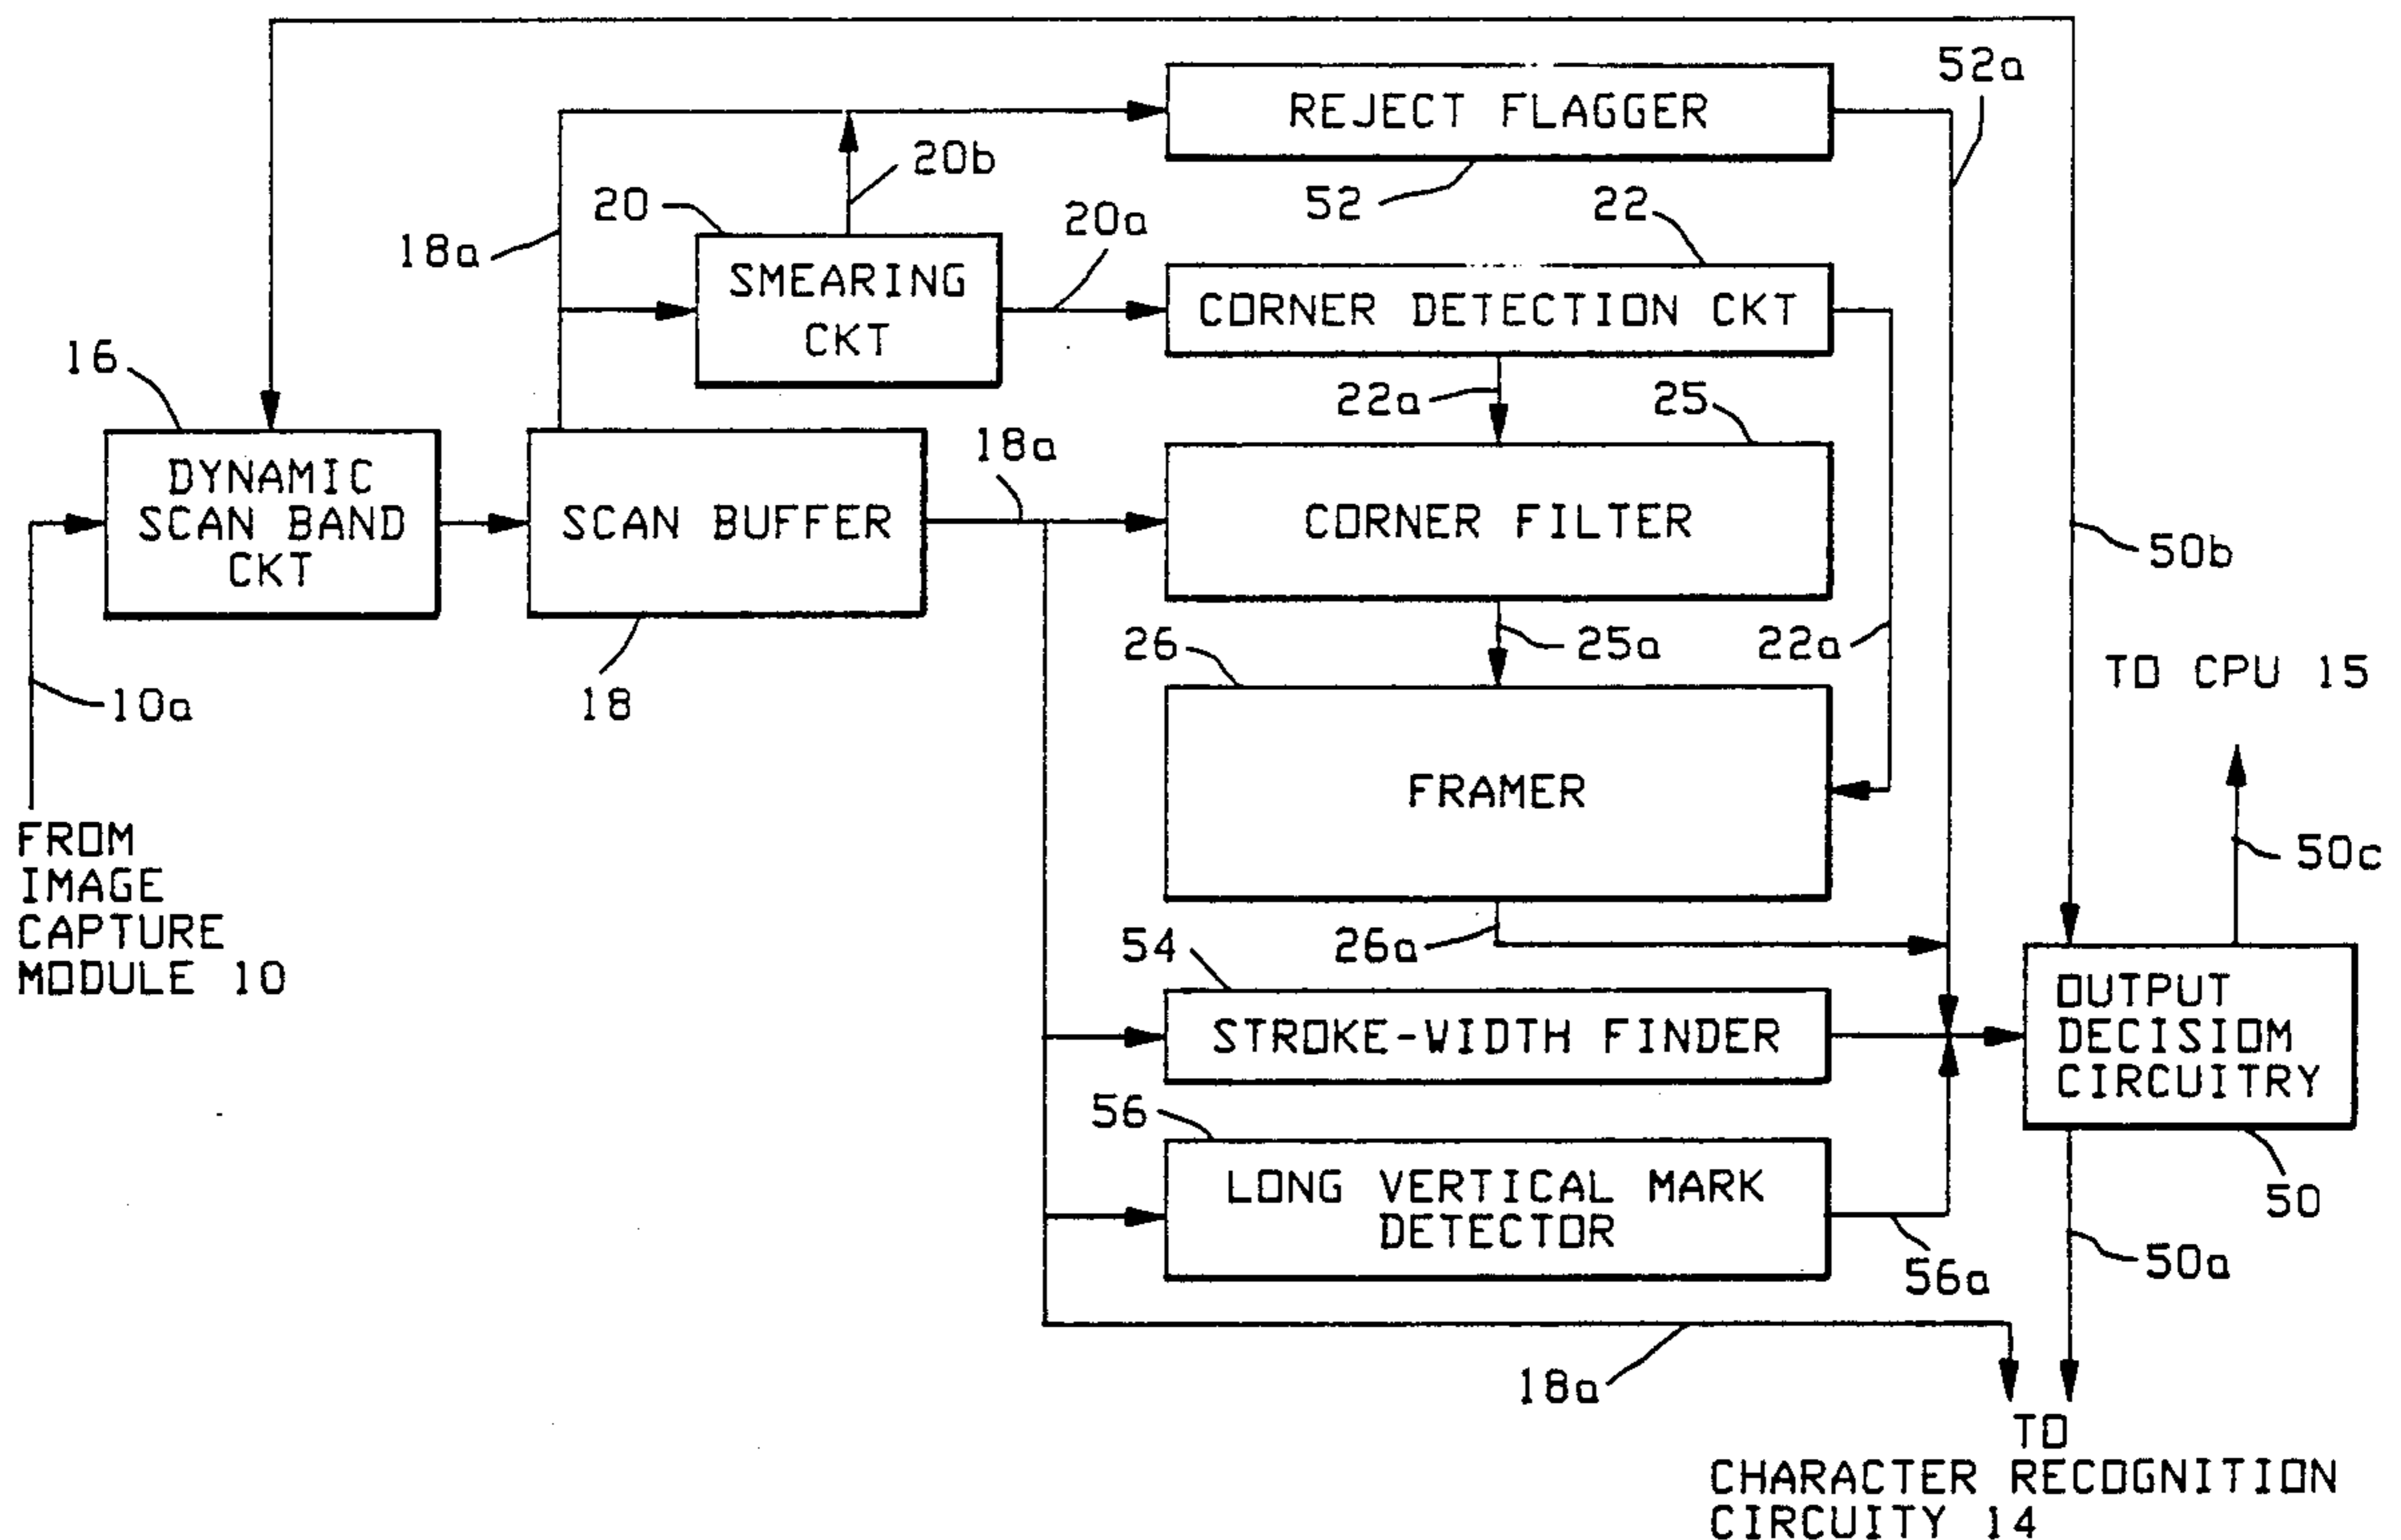 52a
REJECT FLAGGER
20b
20
52
22
20a
18a
SMEARING
CKT
CORNER DETECTION CKT
16
22a
25
18a
DYNAMIC
SCAN BAND
CKT
SCAN BUFFER
CORNER FILTER
50b
26
25a
22a
TO CPU 15
18
10a
FRAMER
FROM
IMAGE
CAPTURE
MODULE 10
50c
54
26a
STROKE-WIDTH FINDER
OUTPUT
DECISIOM
CIRCUITRY
56
LONG VERTICAL MARK
DETECTOR
50
56a
50a
18a
TO
CHARACTER RECOGNITION
CIRCUITY 14